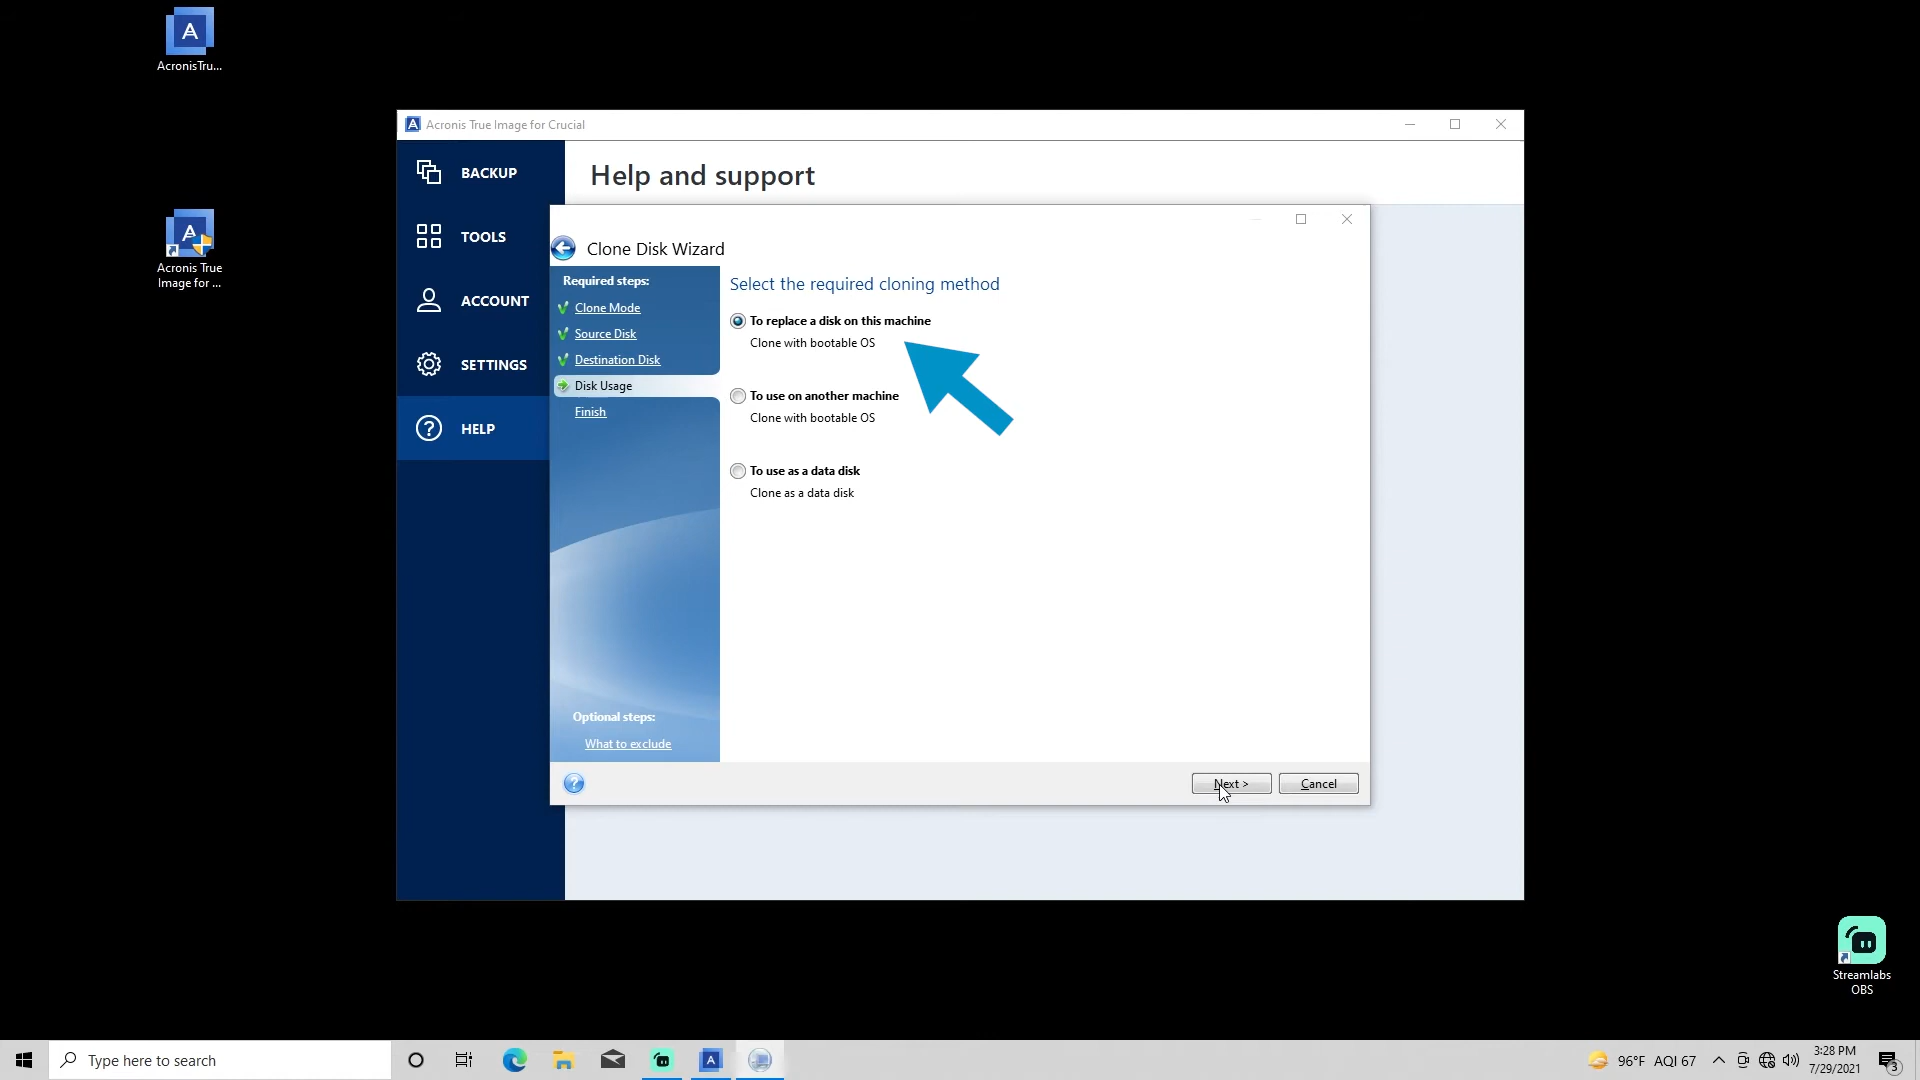 AcronisTru...
Acronis True
Image for ...
Acronis True Image for Crucial
BACKUP
TOOLS
ACCOUNT
SETTINGS
HELP
Help and support
Clone Disk Wizard
Required steps:
Clone Mode
Source Disk
Destination Disk
Disk Usage
Finish
Optional steps:
What to exclude
Select the required cloning method
To replace a disk on this machine
Clone with bootable OS
To use on another machine
Clone with bootable OS
To use as a data disk
Clone as a data disk
Next >
Cancel
Streamlabs
OBS
Type here to search
96°F AQI 67
3:28 PM
7/29/2021
3